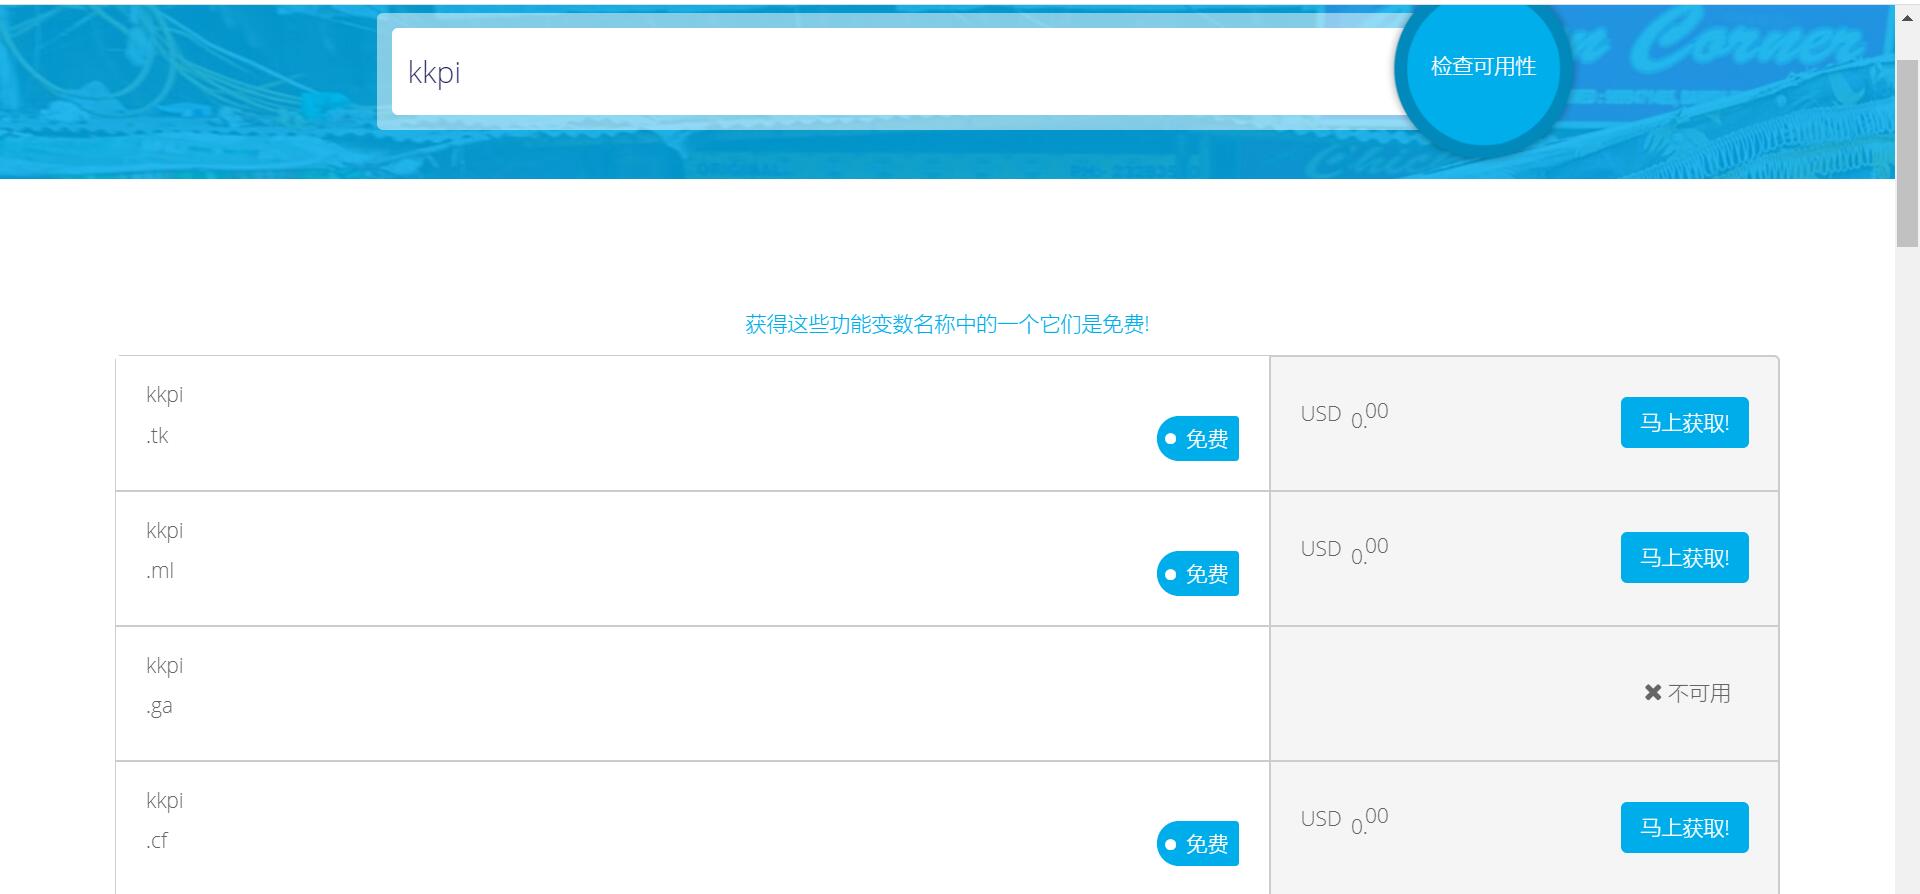 n Corner
kkpi
检查可用性
ORIGINAL
获得这些功能变数名称中的一个它们是免费!
kkpi
.tk
免费
USD 0.00
马上获取!
kkpi
.ml
免费
USD 0.00
马上获取!
kkpi
.ga
不可用
kkpi
.cf
免费
USD 0.00
马上获取!